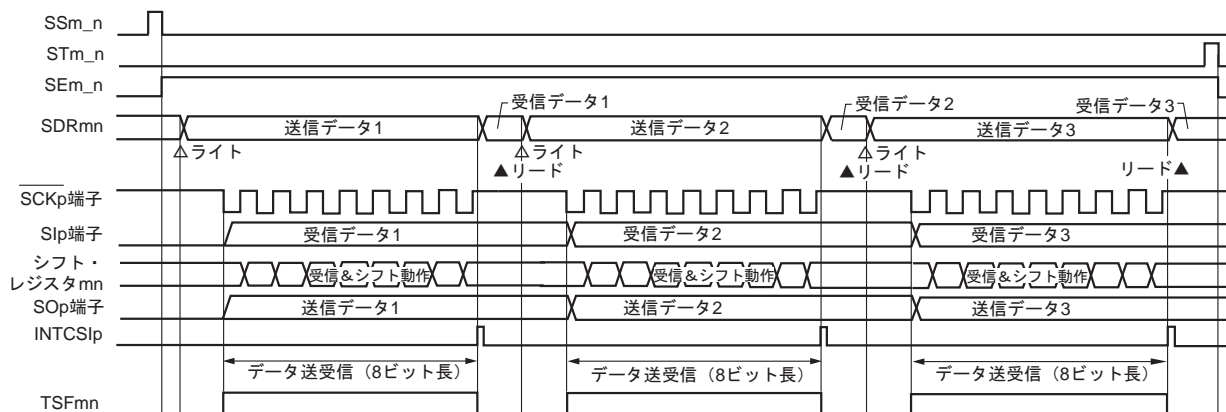 SSm_n
STm_n
SEm_n
受信データ1 受信データ2 受信データ3
SDRmn 送信データ1 送信データ2 送信データ3
△ライト △ライト △ライト
▲リード ▲リード リード▲
SCKp端子
SIp端子 受信データ1 受信データ2 受信データ3
シフト・
レジスタmn 受信&シフト動作 受信&シフト動作 受信&シフト動作
SOp端子 送信データ1 送信データ2 送信データ3
INTCSIp
データ送受信（8ビット長） データ送受信（8ビット長） データ送受信（8ビット長）
TSFmn